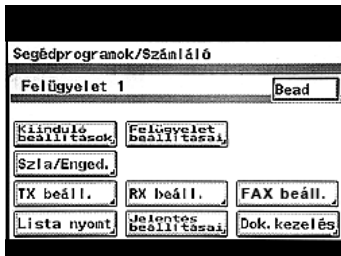 Segédprogramok/Számláló
Felügyelet 1
Bead
Kiinduló
beállítások
Felügyelet
beállításai
Szla/Enged.
TX beáll.
RX beáll.
FAX beáll.
Lista nyomt
Jelentés
beállításai
Dok. kezelés